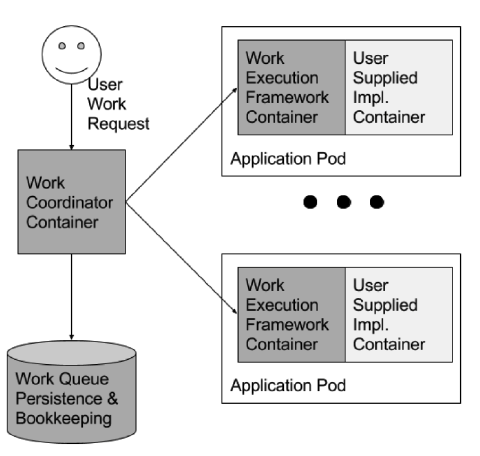 User
Work
Request
Work
Coordinator
Container
Work Queue
Persistence &
Bookkeeping
Work
Execution
Framework
Container
User
Supplied
Impl.
Container
Application Pod
Work
Execution
Framework
Container
User
Supplied
Impl.
Container
Application Pod